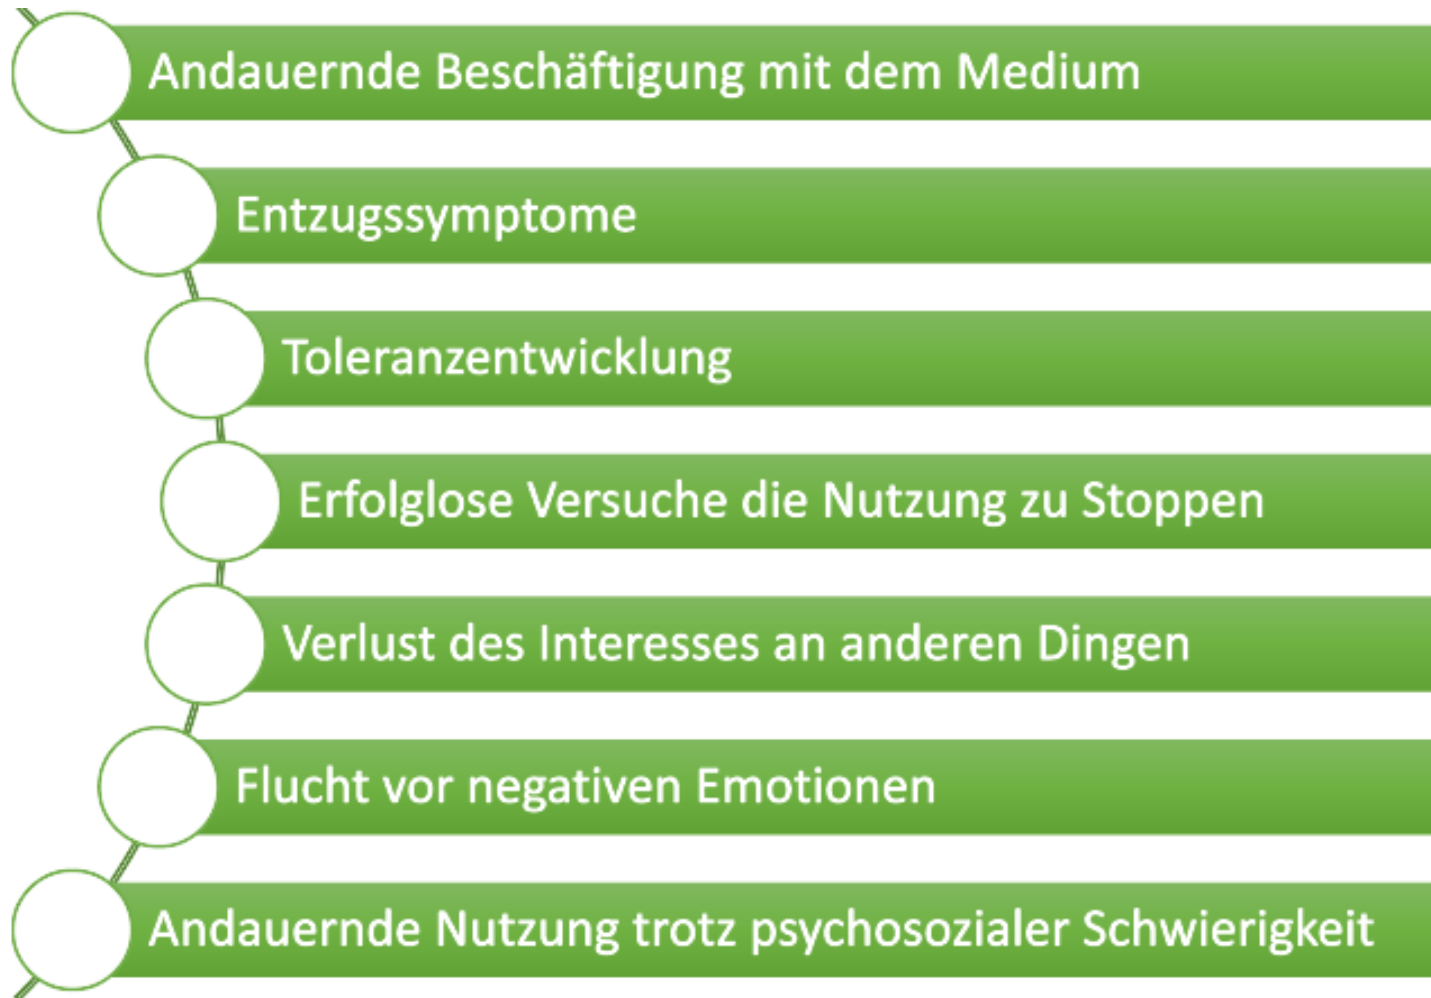 Andauernde Beschäftigung mit dem Medium
Entzugssymptome
Toleranzentwicklung
Erfolglose Versuche die Nutzung zu Stoppen
Verlust des Interesses an anderen Dingen
Flucht vor negativen Emotionen
Andauernde Nutzung trotz psychosozialer Schwierigkeit